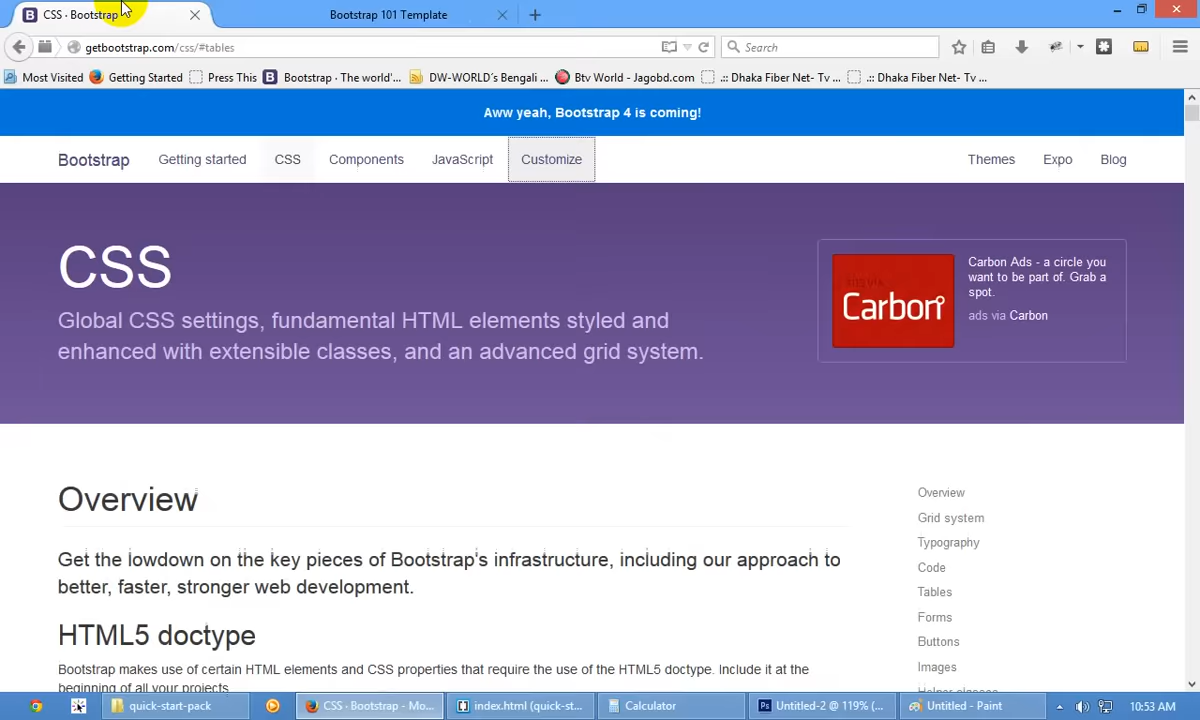 CSS · Bootstrap
Bootstrap 101 Template
getbootstrap.com/css/#tables
Search
Most Visited
Getting Started
Press This
Bootstrap · The world'...
DW-WORLD's Bengali ...
Btv World - Jagobd.com
.:: Dhaka Fiber Net- Tv ...
.:: Dhaka Fiber Net- Tv ...
Aww yeah, Bootstrap 4 is coming!
Bootstrap
Getting started
CSS
Components
JavaScript
Customize
Themes
Expo
Blog
CSS
Global CSS settings, fundamental HTML elements styled and
enhanced with extensible classes, and an advanced grid system.
Carbon
Carbon Ads - a circle you
want to be part of. Grab a
spot.
ads via Carbon
Overview
Get the lowdown on the key pieces of Bootstrap's infrastructure, including our approach to
better, faster, stronger web development.
HTML5 doctype
Bootstrap makes use of certain HTML elements and CSS properties that require the use of the HTML5 doctype. Include it at the
beginning of all your projects.
Overview
Grid system
Typography
Code
Tables
Forms
Buttons
Images
Helper classes
quick-start-pack
CSS · Bootstrap - Mo...
index.html (quick-st...
Calculator
Untitled-2 @ 119% (...
Untitled - Paint
10:53 AM